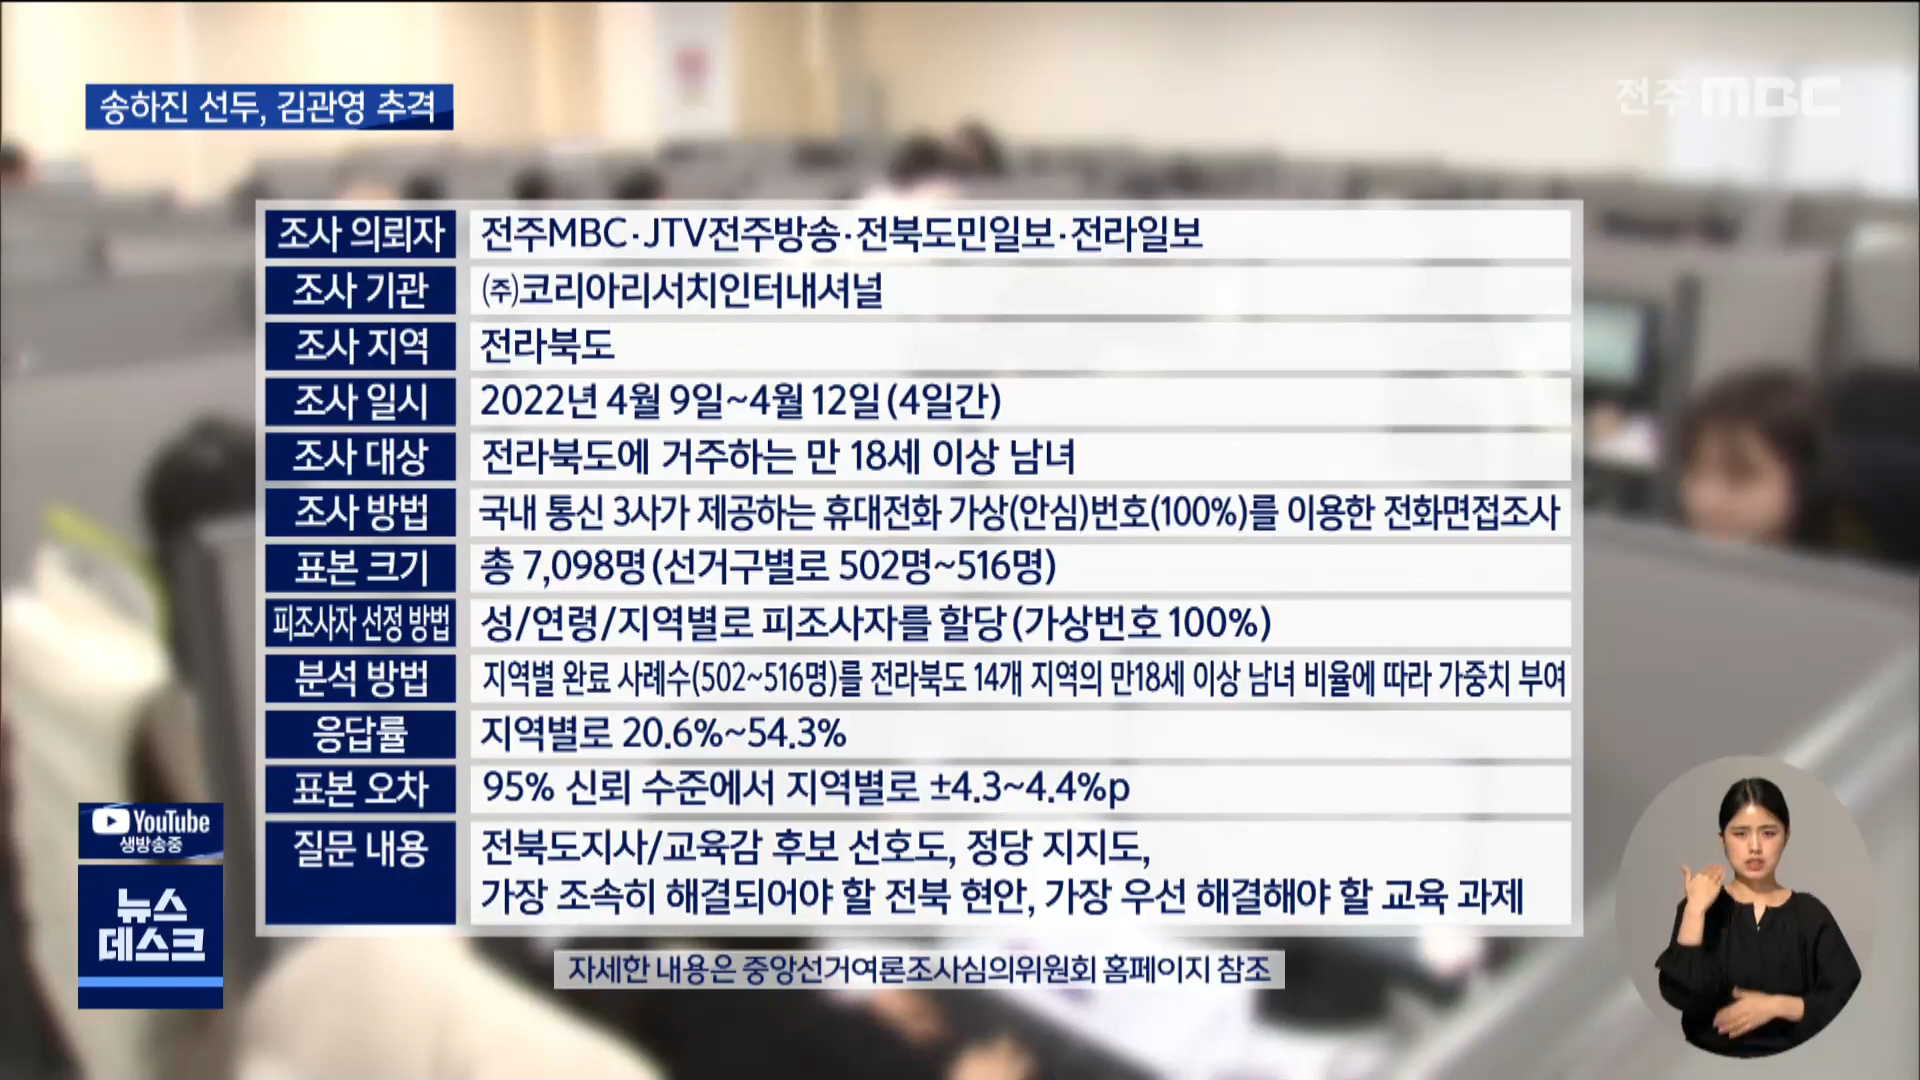 송하진 선두, 김관영 추격
전주 MBC
조사 의뢰자 전주MBC·JTV전주방송·전북도민일보·전라일보
조사 기관 ㈜코리아리서치인터내셔널
조사 지역 전라북도
조사 일시 2022년 4월 9일~4월 12일(4일간)
조사 대상 전라북도에 거주하는 만 18세 이상 남녀
조사 방법 국내 통신 3사가 제공하는 휴대전화 가상(안심)번호(100%)를 이용한 전화면접조사
표본 크기 총 7,098명(선거구별로 502명~516명)
피조사자 선정 방법 성/연령/지역별로 피조사자를 할당(가상번호 100%)
분석 방법 지역별 완료 사례수(502~516명)를 전라북도 14개 지역의 만18세 이상 남녀 비율에 따라 가중치 부여
응답률 지역별로 20.6%~54.3%
표본 오차 95% 신뢰 수준에서 지역별로 ±4.3~4.4%p
질문 내용 전북도지사/교육감 후보 선호도, 정당 지지도,
가장 조속히 해결되어야 할 전북 현안, 가장 우선 해결해야 할 교육 과제
자세한 내용은 중앙선거여론조사심의위원회 홈페이지 참조
YouTube
생방송중
뉴스
데스크